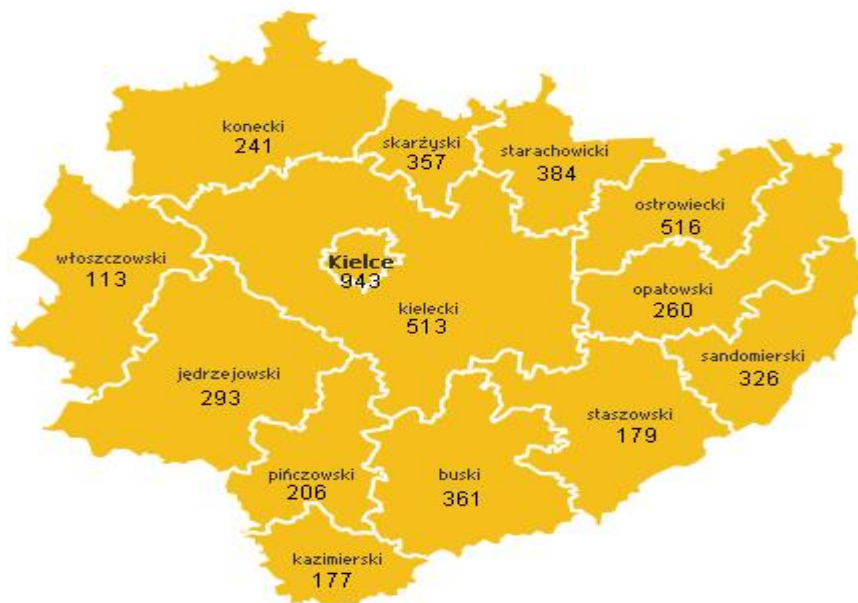 konecki
241
skarżyski
357
starachowicki
384
ostrowiecki
516
włoszczowski
113
Kielce
943
kielecki
513
opatowski
260
sandomierski
326
jędrzejowski
293
staszowski
179
pińczowski
206
buski
361
kazimierski
177